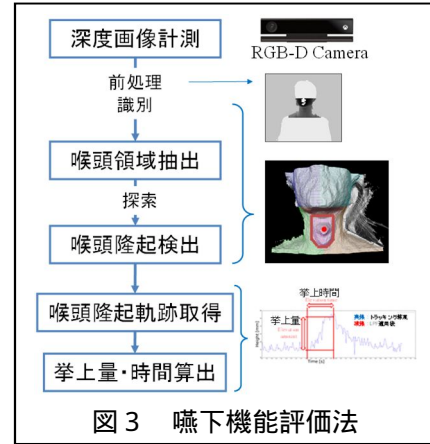 深度画像計測
RGB-D Camera
前処理
識別
喉頭領域抽出
探索
喉頭隆起検出
喉頭隆起軌跡取得
挙上量・時間算出
挙上時間
挙上量
Time [s]
図３　嚥下機能評価法